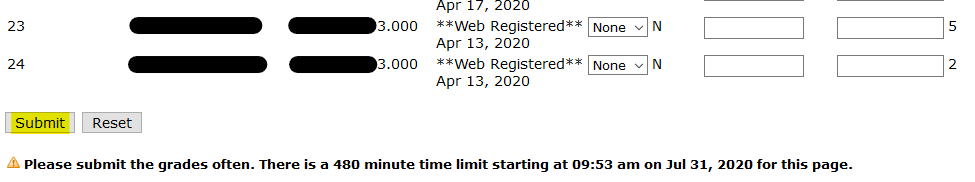 Apr 17, 2020
23 3.000 **Web Registered** None N 5
Apr 13, 2020
24 3.000 **Web Registered** None N 2
Apr 13, 2020
Submit Reset
Please submit the grades often. There is a 480 minute time limit starting at 09:53 am on Jul 31, 2020 for this page.